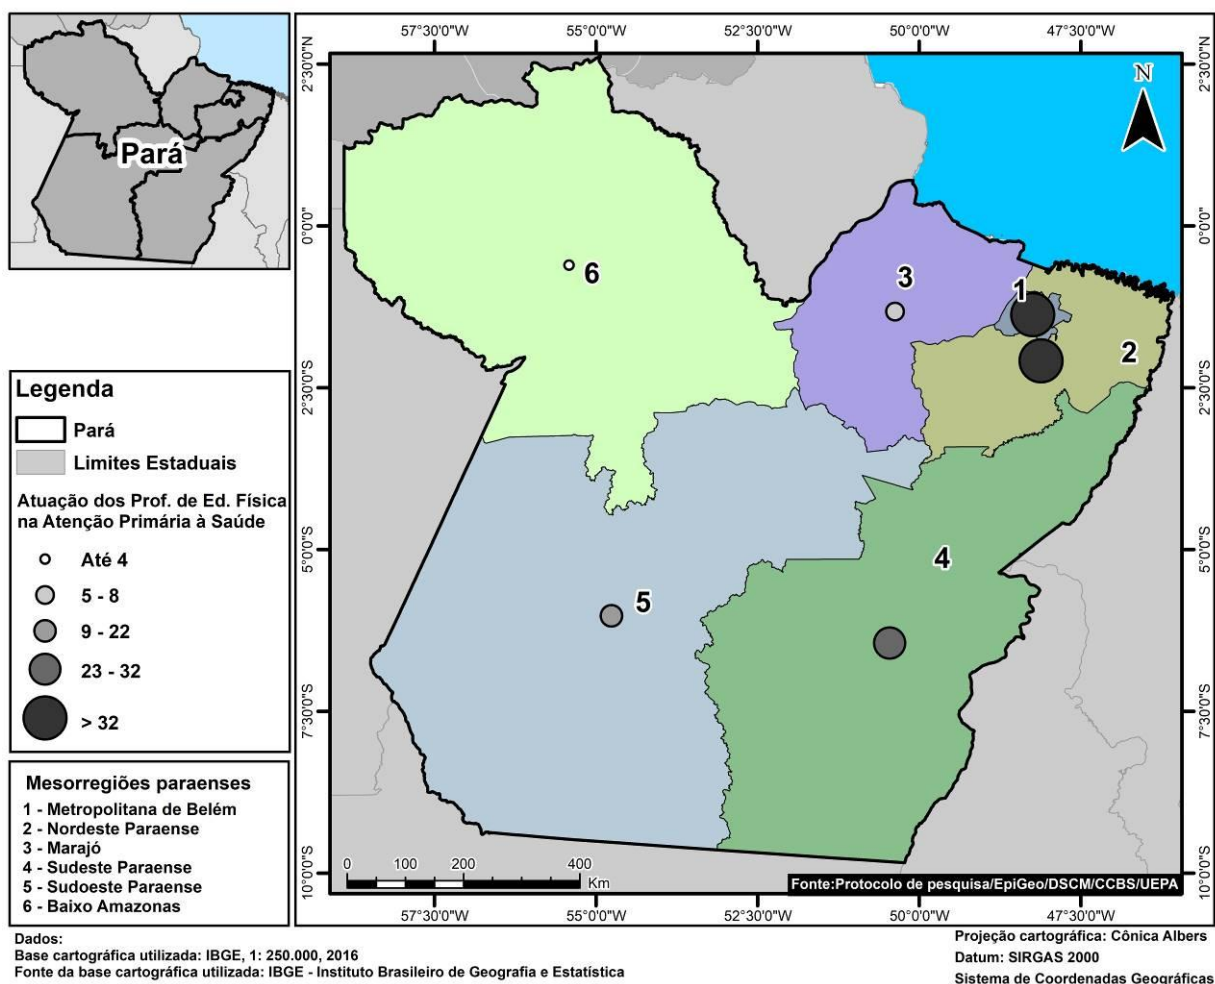 Pará
57°30'0"W
55°0'0"W
52°30'0"W
50°0'0"W
47°30'0"W
2°30'0"N
0°0'0"
2°30'0"S
5°0'0"S
7°30'0"S
10°0'0"S
2°30'0"N
0°0'0"
2°30'0"S
5°0'0"S
7°30'0"S
10°0'0"S
N
6
3
1
2
4
5
0 100 200 400
Km
Fonte:Protocolo de pesquisa/EpiGeo/DSCM/CCBS/UEPA
57°30'0"W
55°0'0"W
52°30'0"W
50°0'0"W
47°30'0"W
Legenda
Pará
Limites Estaduais
Atuação dos Prof. de Ed. Física
na Atenção Primária à Saúde
Até 4
5 - 8
9 - 22
23 - 32
> 32
Mesorregiões paraenses
1 - Metropolitana de Belém
2 - Nordeste Paraense
3 - Marajó
4 - Sudeste Paraense
5 - Sudoeste Paraense
6 - Baixo Amazonas
Dados:
Base cartográfica utilizada: IBGE, 1: 250.000, 2016
Fonte da base cartográfica utilizada: IBGE - Instituto Brasileiro de Geografia e Estatística
Projeção cartográfica: Cônica Albers
Datum: SIRGAS 2000
Sistema de Coordenadas Geográficas